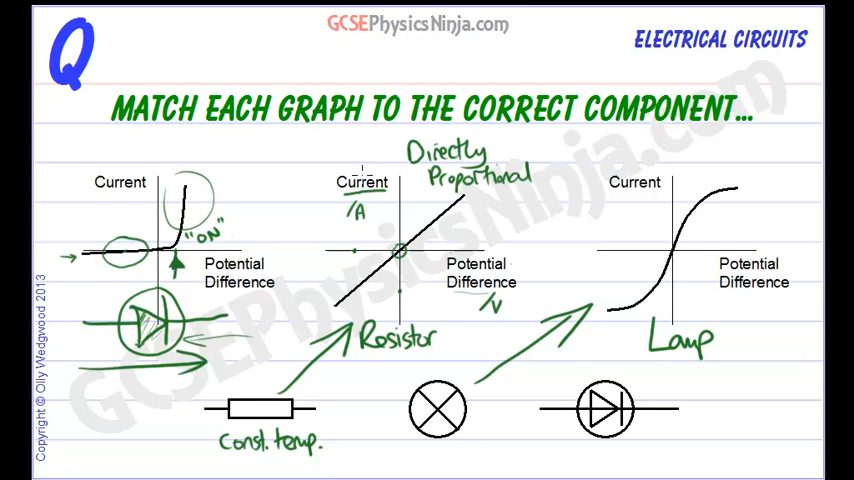 GCSEPhysicsNinja.com
Q
ELECTRICAL CIRCUITS
MATCH EACH GRAPH TO THE CORRECT COMPONENT...
Directly
Proportional
Current
Current
Current
/A
"ON"
Potential
Difference
Potential
Difference
Potential
Difference
/V
Resistor
Lamp
Const. temp.
Copyright © Olly Wedgwood 2013
GCSEPhysicsNinja.com